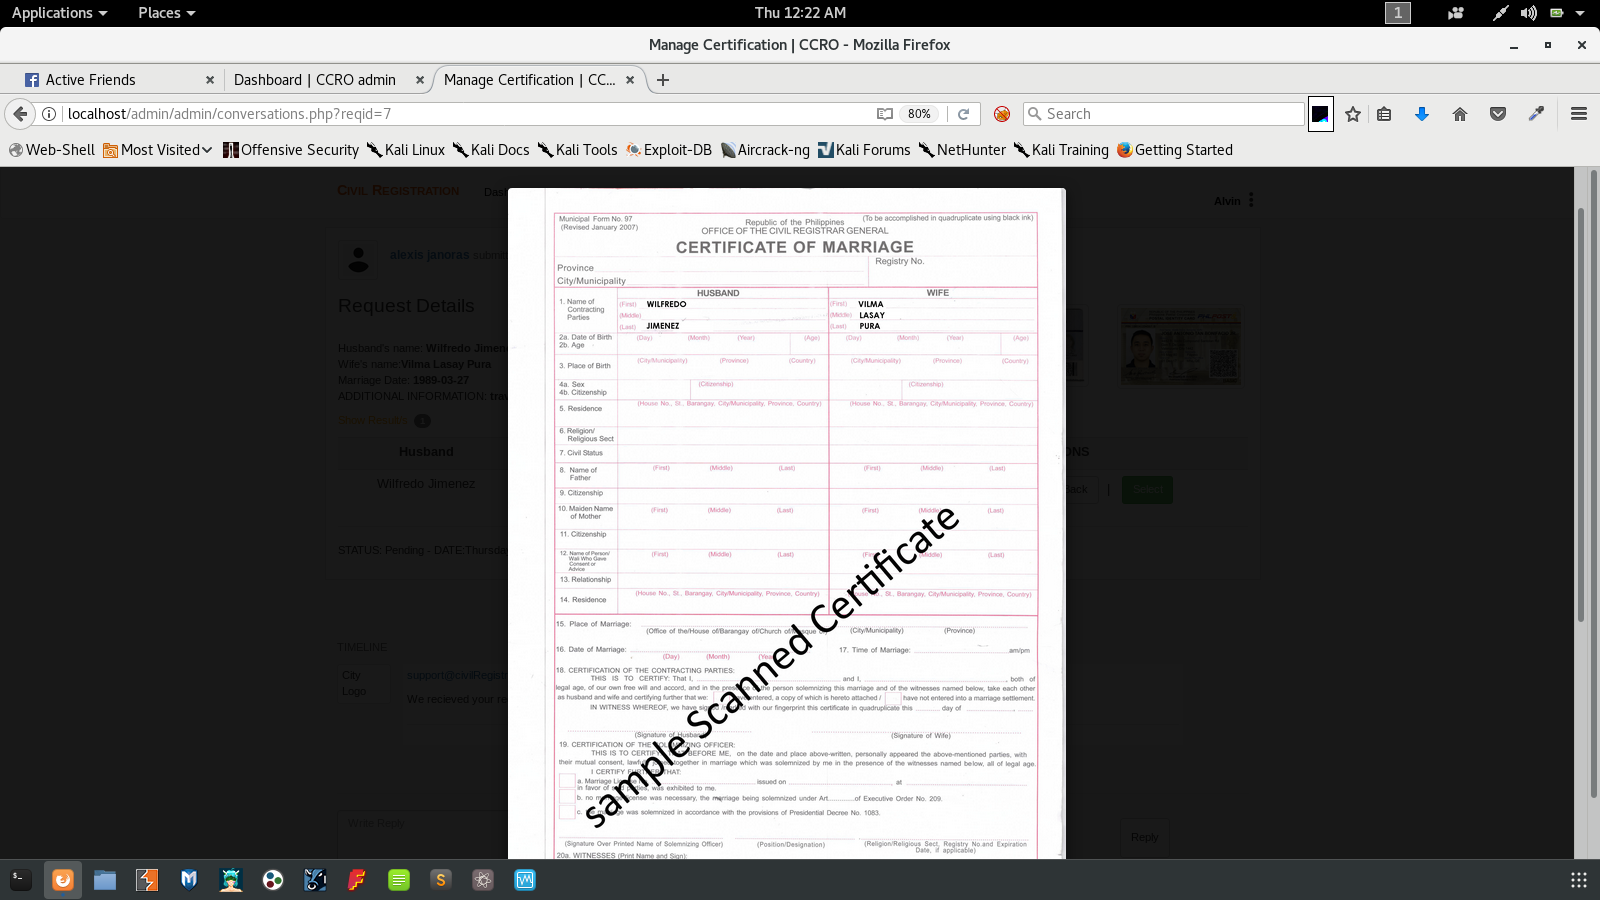 Applications Places Thu 12:22 AM 1
Manage Certification | CCRO - Mozilla Firefox
Active Friends Dashboard | CCRO admin Manage Certification | CC...
localhost/admin/admin/conversations.php?reqid=7 80% Search
Web-Shell Most Visited Offensive Security Kali Linux Kali Docs Kali Tools Exploit-DB Aircrack-ng Kali Forums NetHunter Kali Training Getting Started
CIVIL REGISTRATION
Alvin
alexis janoras
Request Details
Husband's name: Wilfredo Jimen
Wife's name:Vilma Lasay Pura
Marriage Date: 1989-03-27
ADDITIONAL INFORMATION:
Show Results
Husband
Wilfredo Jimenez
Back | Select
STATUS: Pending - DATE:Thursday
TIMELINE
City
Logo
support@civilRegist
We recieved your re
Write Reply
Reply
Municipal Form No. 97
(Revised January 2007)
(To be accomplished in quadruplicate using black ink)
Republic of the Philippines
OFFICE OF THE CIVIL REGISTRAR GENERAL
CERTIFICATE OF MARRIAGE
Province
Registry No.
City/Municipality
HUSBAND WIFE
1. Name of
Contracting
Parties
(First) WILFREDO (First) VILMA
(Middle) (Middle) LASAY
(Last) JIMENEZ (Last) PURA
2a. Date of Birth
2b. Age
(Day) (Month) (Year) (Age) (Day) (Month) (Year) (Age)
3. Place of Birth
(City/Municipality) (Province) (Country) (City/Municipality) (Province) (Country)
4a. Sex
4b. Citizenship
(Citizenship) (Citizenship)
5. Residence
(House No., St., Barangay, City/Municipality, Province, Country) (House No., St., Barangay, City/Municipality, Province, Country)
6. Religion/
Religious Sect
7. Civil Status
8. Name of
Father
(First) (Middle) (Last) (First) (Middle) (Last)
9. Citizenship
10. Maiden Name
of Mother
(First) (Middle) (Last) (First) (Middle) (Last)
11. Citizenship
12. Name of Person/
Wali Who Gave
Consent or
Advice
(First) (Middle) (Last) (First) (Middle) (Last)
13. Relationship
14. Residence
(House No., St., Barangay, City/Municipality, Province, Country) House No., St., Barangay, City/Municipality, Province, Country)
15. Place of Marriage:
(Office of the/House of/Barangay of/Church of/Mosque of (City/Municipality) (Province)
16. Date of Marriage: 17. Time of Marriage: am/pm
(Day) (Month) (Year)
18. CERTIFICATION OF THE CONTRACTING PARTIES:
THIS IS TO CERTIFY: That I, and I, both of
legal age, of our own free will and accord, and in the presence of the person solemnizing this marriage and of the witnesses named below, take each other
as husband and wife and certifying further that we: entered, a copy of which is hereto attached / have not entered into a marriage settlement.
IN WITNESS WHEREOF, we have signed with our fingerprint this certificate in quadruplicate this day of
(Signature of Husband) (Signature of Wife)
19. CERTIFICATION OF THE SOLEMNIZING OFFICER:
THIS IS TO CERTIFY: BEFORE ME, on the date and place above-written, personally appeared the above-mentioned parties, with
their mutual consent, lawfully together in marriage which was solemnized by me in the presence of the witnesses named below, all of legal age.
I CERTIFY FURTHER THAT:
a. Marriage License issued on at
in favor of said parties, was exhibited to me.
b. no marriage license was necessary, the marriage being solemnized under Art. of Executive Order No. 209.
c. the marriage was solemnized in accordance with the provisions of Presidential Decree No. 1083.
(Signature Over Printed Name of Solemnizing Officer) (Position/Designation) (Religion/Religious Sect, Registry No.and Expiration
Date, if applicable)
20a. WITNESSES (Print Name and Sign):
sample Scanned Certificate